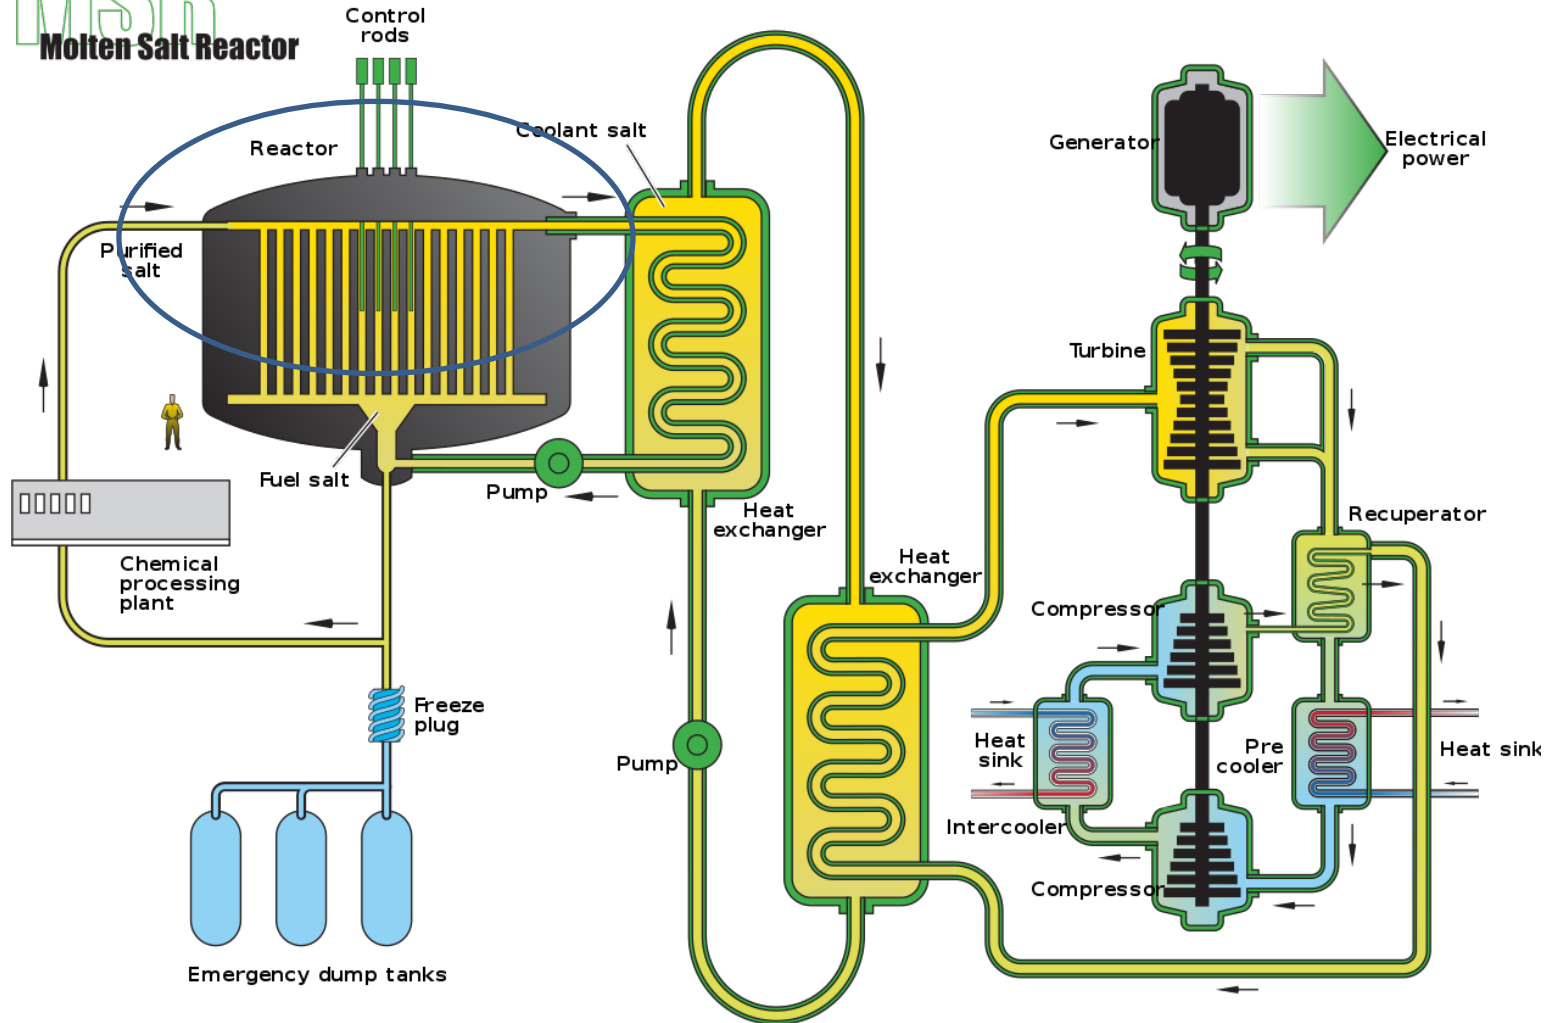 MSR
Molten Salt Reactor
Control
rods
Reactor
Coolant salt
Purified
salt
Fuel salt
Pump
Heat
exchanger
Chemical
processing
plant
Freeze
plug
Emergency dump tanks
Pump
Heat
exchanger
Generator
Electrical
power
Turbine
Recuperator
Compressor
Heat
sink
Pre
cooler
Heat sink
Intercooler
Compressor